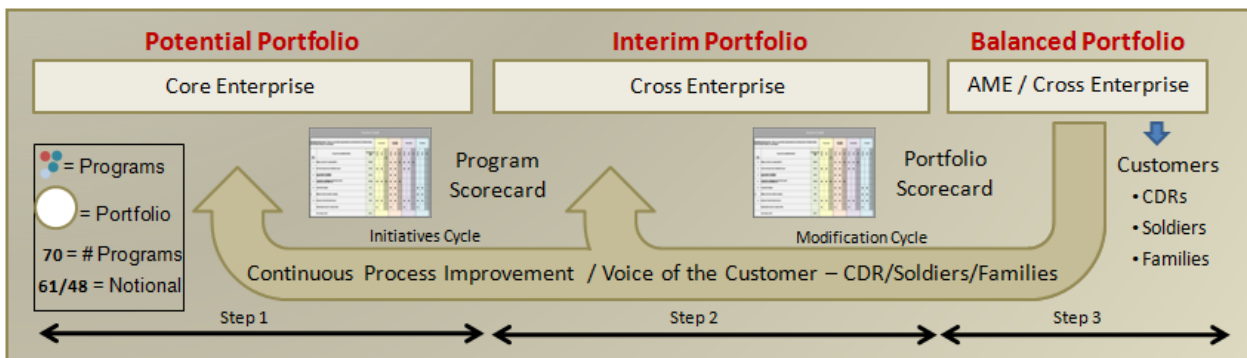 Potential Portfolio
Interim Portfolio
Balanced Portfolio
Core Enterprise
Cross Enterprise
AME / Cross Enterprise
= Programs
= Portfolio
70 = # Programs
61/48 = Notional
Program
Scorecard
Portfolio
Scorecard
Customers
• CDRs
• Soldiers
• Families
Initiatives Cycle
Modification Cycle
Continuous Process Improvement / Voice of the Customer – CDR/Soldiers/Families
Step 1
Step 2
Step 3